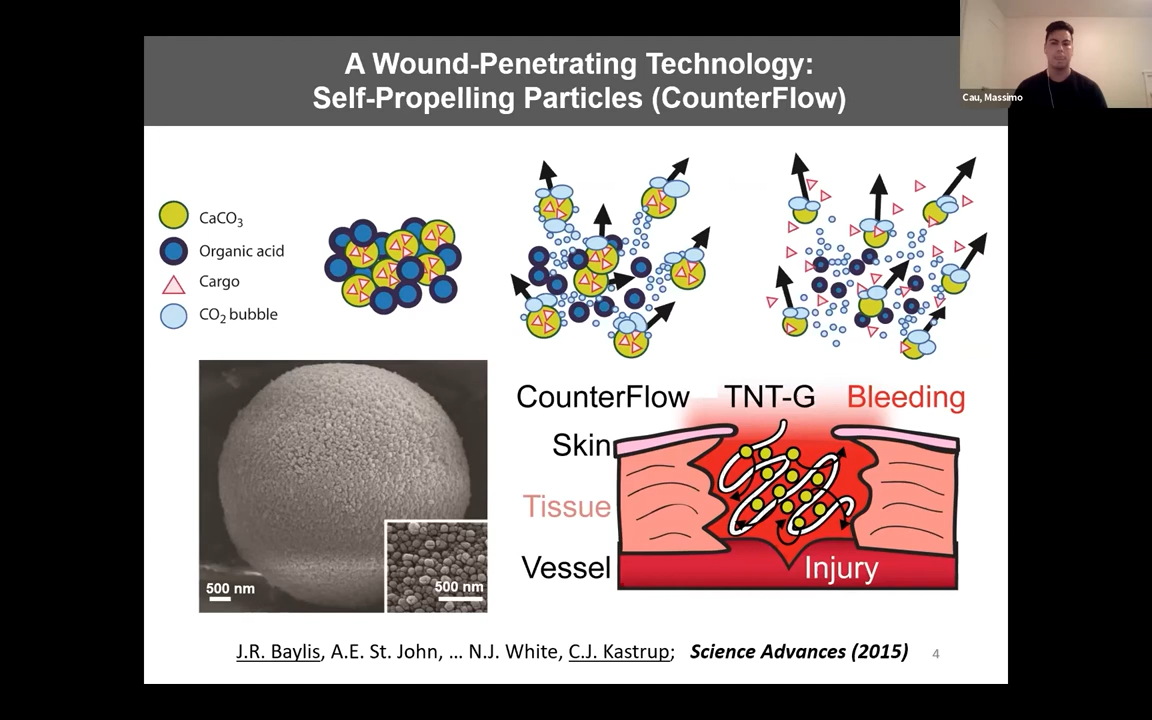 A Wound-Penetrating Technology:
Self-Propelling Particles (CounterFlow)
Cau, Massimo
CaCO₃
Organic acid
Cargo
CO₂ bubble
500 nm
500 nm
CounterFlow TNT-G Bleeding
Skin
Tissue
Vessel
Injury
J.R. Baylis, A.E. St. John, … N.J. White, C.J. Kastrup; Science Advances (2015)
4